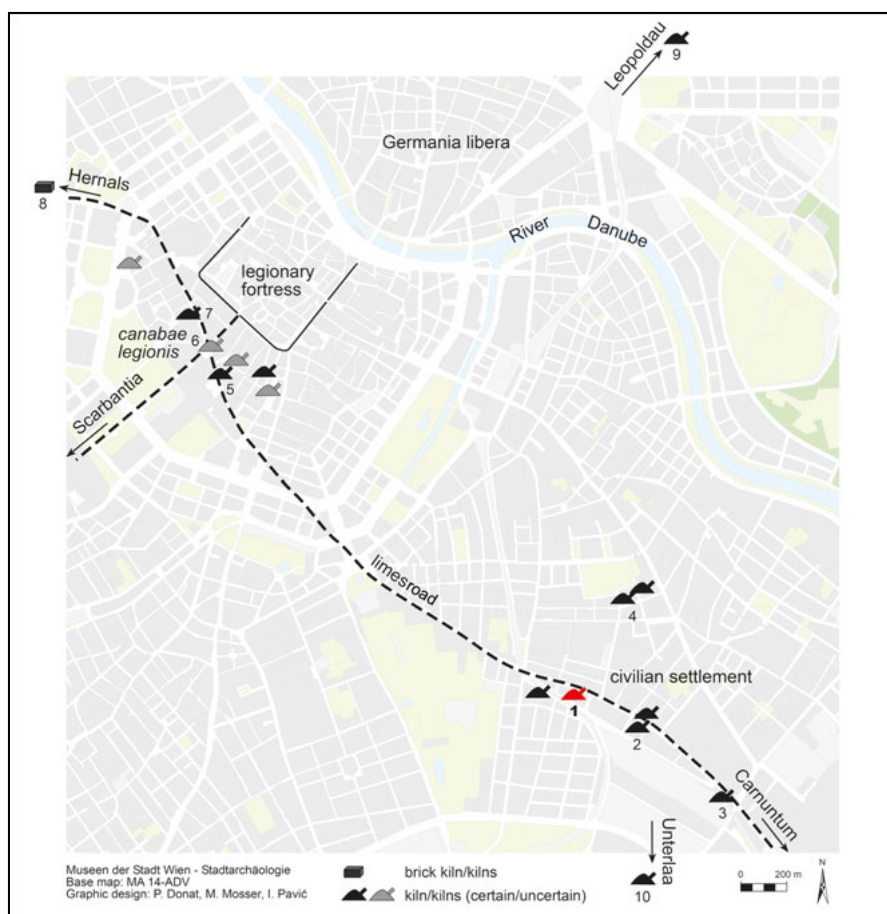 Leopoldau
9
Germania libera
Hernals
8
River Danube
legionary
fortress
7
canabae
legionis
6
5
Scarbantia
limesroad
4
civilian settlement
1
2
3
Carnuntum
Unterlaa
10
Museen der Stadt Wien - Stadtarchäologie
Base map: MA 14-ADV
Graphic design: P. Donat, M. Mosser, I. Pavić
brick kiln/kilns
kiln/kilns (certain/uncertain)
0 200 m
N